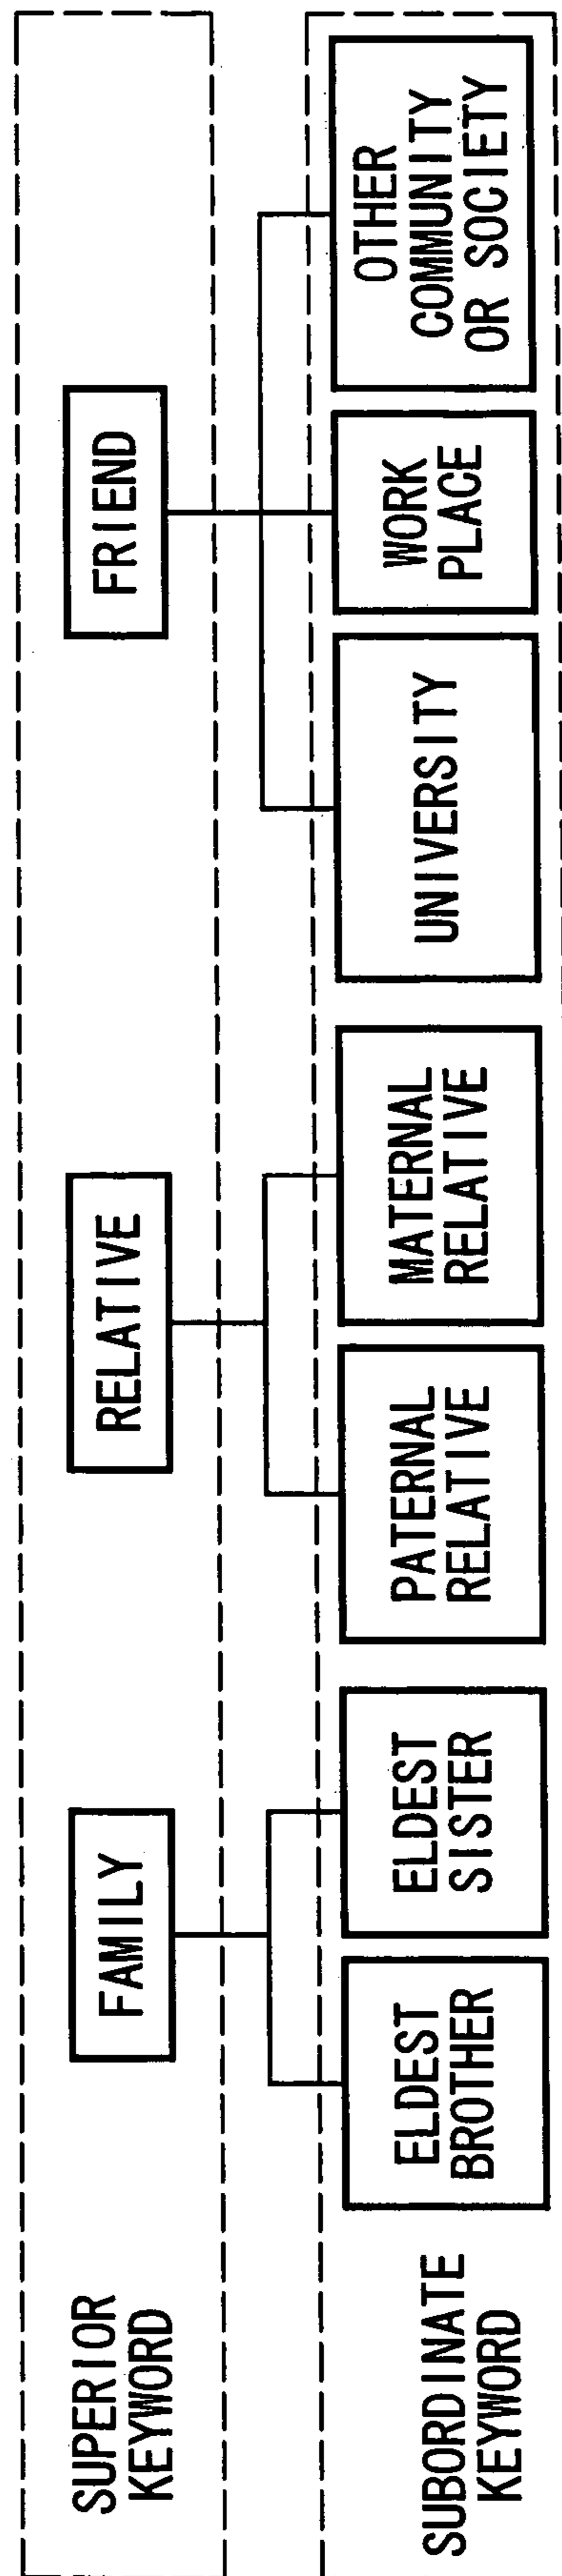 SUPERIOR
KEYWORD
FAMILY
RELATIVE
FRIEND
SUBORDINATE
KEYWORD
ELDEST
BROTHER
ELDEST
SISTER
PATERNAL
RELATIVE
MATERNAL
RELATIVE
UNIVERSITY
WORK
PLACE
OTHER
COMMUNITY
OR SOCIETY